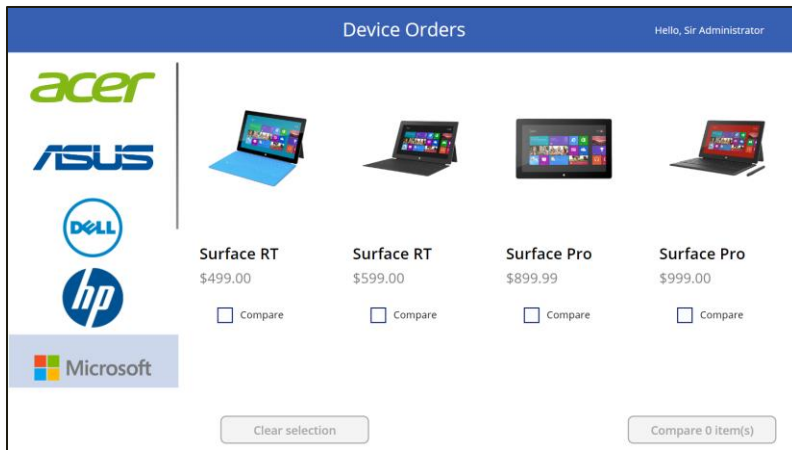 Device Orders
Hello, Sir Administrator
acer
ASUS
DELL
hp
Microsoft
Surface RT
$499.00
Compare
Surface RT
$599.00
Compare
Surface Pro
$899.99
Compare
Surface Pro
$999.00
Compare
Clear selection
Compare 0 item(s)